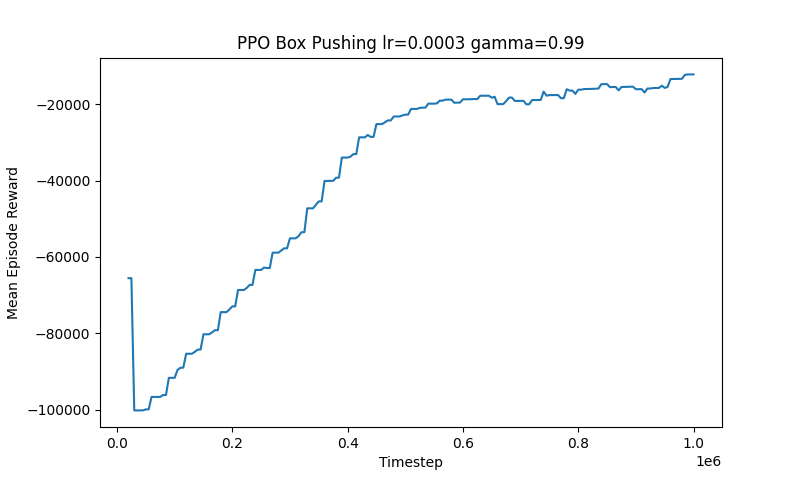 PPO Box Pushing lr=0.0003 gamma=0.99
Mean Episode Reward
−20000
−40000
−60000
−80000
−100000
0.0 0.2 0.4 0.6 0.8 1.0
1e6
Timestep